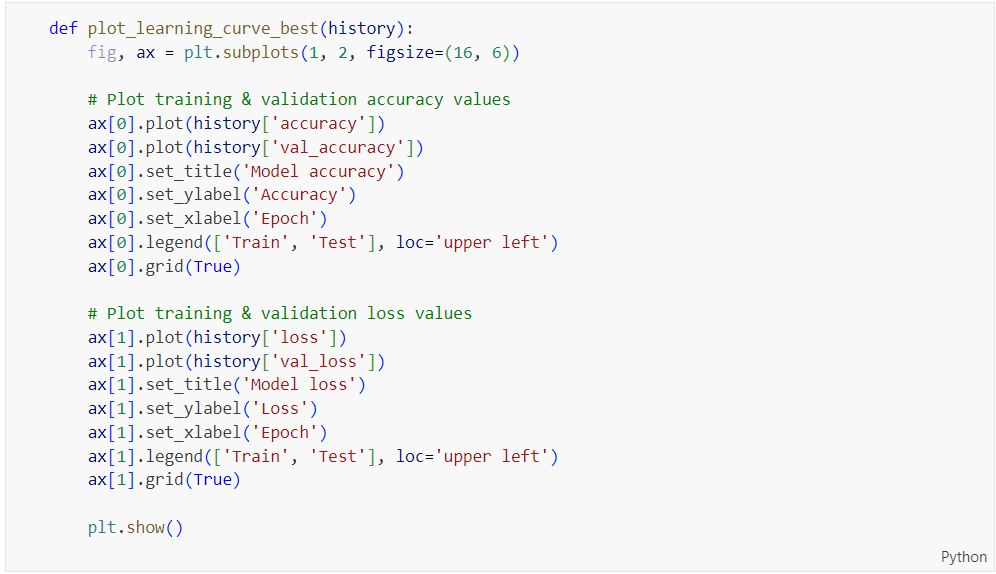 def plot_learning_curve_best(history):
    fig, ax = plt.subplots(1, 2, figsize=(16, 6))

    # Plot training & validation accuracy values
    ax[0].plot(history['accuracy'])
    ax[0].plot(history['val_accuracy'])
    ax[0].set_title('Model accuracy')
    ax[0].set_ylabel('Accuracy')
    ax[0].set_xlabel('Epoch')
    ax[0].legend(['Train', 'Test'], loc='upper left')
    ax[0].grid(True)

    # Plot training & validation loss values
    ax[1].plot(history['loss'])
    ax[1].plot(history['val_loss'])
    ax[1].set_title('Model loss')
    ax[1].set_ylabel('Loss')
    ax[1].set_xlabel('Epoch')
    ax[1].legend(['Train', 'Test'], loc='upper left')
    ax[1].grid(True)

    plt.show()
Python